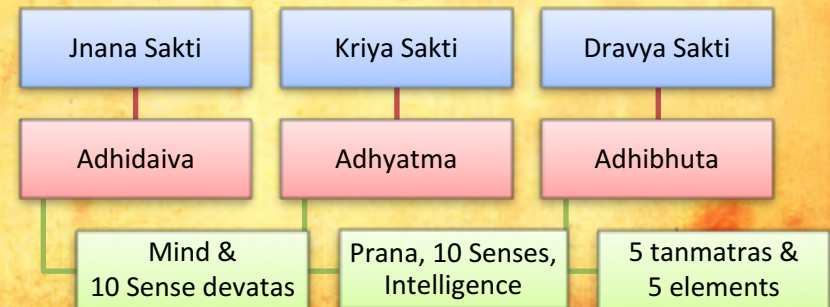 Jnana Sakti
Kriya Sakti
Dravya Sakti
Adhidaiva
Adhyatma
Adhibhuta
Mind &
10 Sense devatas
Prana, 10 Senses,
Intelligence
5 tanmatras &
5 elements